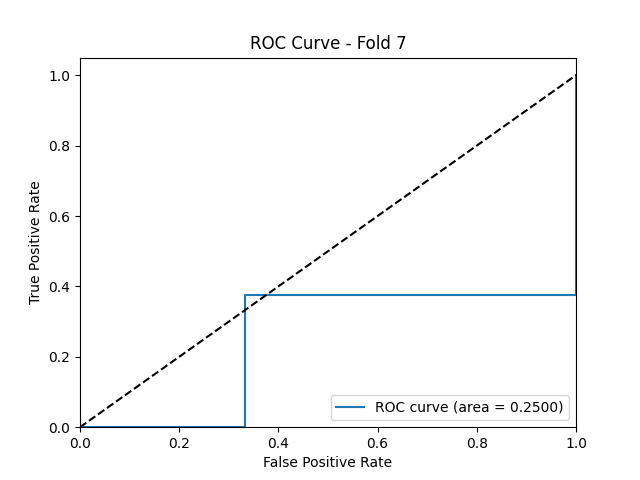 ROC Curve - Fold 7
True Positive Rate
1.0
0.8
0.6
0.4
0.2
0.0
0.0 0.2 0.4 0.6 0.8 1.0
False Positive Rate
ROC curve (area = 0.2500)